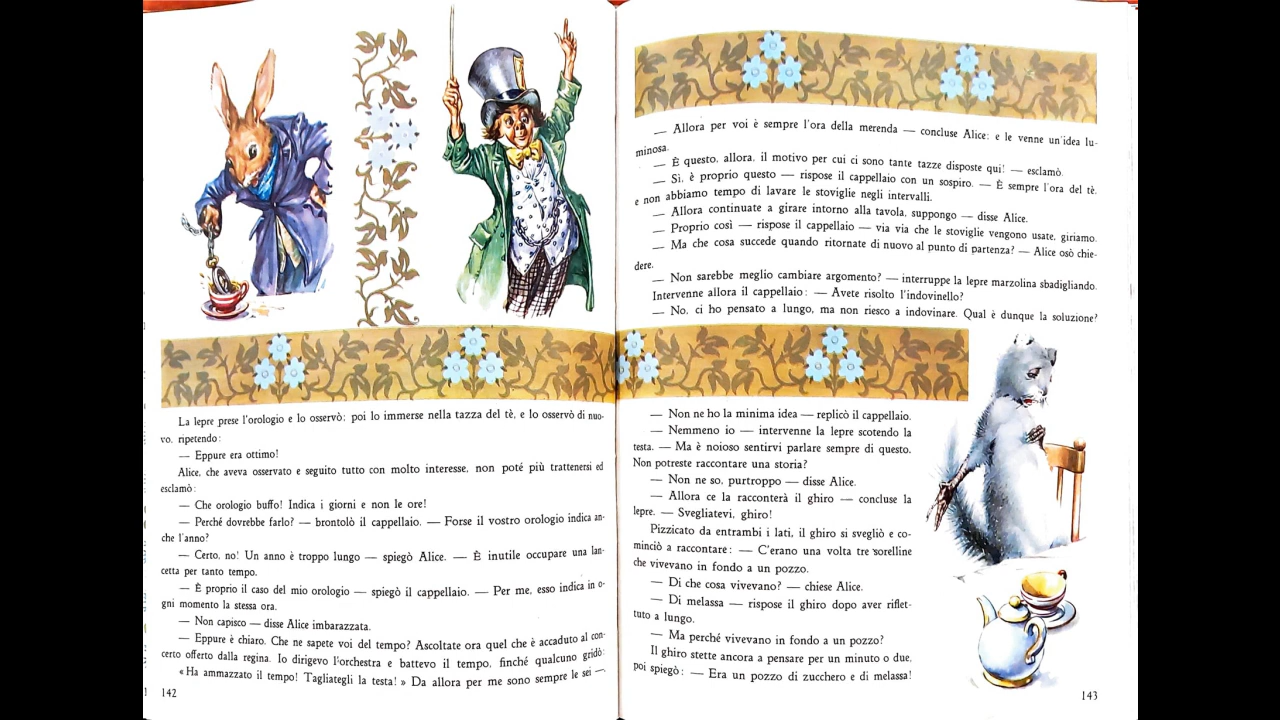 La lepre prese l'orologio e lo osservò; poi lo immerse nella tazza del tè, e lo osservò di nuo-
vo, ripetendo:
— Eppure era ottimo!
Alice, che aveva osservato e seguito tutto con molto interesse, non poté più trattenersi ed
esclamò:
— Che orologio buffo! Indica i giorni e non le ore!
— Perché dovrebbe farlo? — brontolò il cappellaio. — Forse il vostro orologio indica an-
che l'anno?
— Certo, no! Un anno è troppo lungo — spiegò Alice. — È inutile occupare una lan-
cetta per tanto tempo.
— È proprio il caso del mio orologio — spiegò il cappellaio. — Per me, esso indica in o-
gni momento la stessa ora.
— Non capisco — disse Alice imbarazzata.
— Eppure è chiaro. Che ne sapete voi del tempo? Ascoltate ora quel che è accaduto al con-
certo offerto dalla regina. Io dirigevo l'orchestra e battevo il tempo, finché qualcuno gridò:
«Ha ammazzato il tempo! Tagliategli la testa!» Da allora per me sono sempre le sei —.
142
— Allora per voi è sempre l'ora della merenda — concluse Alice; e le venne un'idea lu-
minosa.
— È questo, allora, il motivo per cui ci sono tante tazze disposte qui! — esclamò.
— Sì, è proprio questo — rispose il cappellaio con un sospiro. — È sempre l'ora del tè,
e non abbiamo tempo di lavare le stoviglie negli intervalli.
— Allora continuate a girare intorno alla tavola, suppongo — disse Alice.
— Proprio così — rispose il cappellaio — via via che le stoviglie vengono usate, giriamo.
— Ma che cosa succede quando ritornate di nuovo al punto di partenza? — Alice osò chie-
dere.
— Non sarebbe meglio cambiare argomento? — interruppe la lepre marzolina sbadigliando.
Intervenne allora il cappellaio: — Avete risolto l'indovinello?
— No, ci ho pensato a lungo, ma non riesco a indovinare. Qual è dunque la soluzione?
— Non ne ho la minima idea — replicò il cappellaio.
— Nemmeno io — intervenne la lepre scotendo la
testa. — Ma è noioso sentirvi parlare sempre di questo.
Non potreste raccontare una storia?
— Non ne so, purtroppo — disse Alice.
— Allora ce la racconterà il ghiro — concluse la
lepre. — Svegliatevi, ghiro!
Pizzicato da entrambi i lati, il ghiro si svegliò e co-
minciò a raccontare: — C'erano una volta tre sorelline
che vivevano in fondo a un pozzo.
— Di che cosa vivevano? — chiese Alice.
— Di melassa — rispose il ghiro dopo aver riflet-
tuto a lungo.
— Ma perché vivevano in fondo a un pozzo?
Il ghiro stette ancora a pensare per un minuto o due,
poi spiegò: — Era un pozzo di zucchero e di melassa!
143